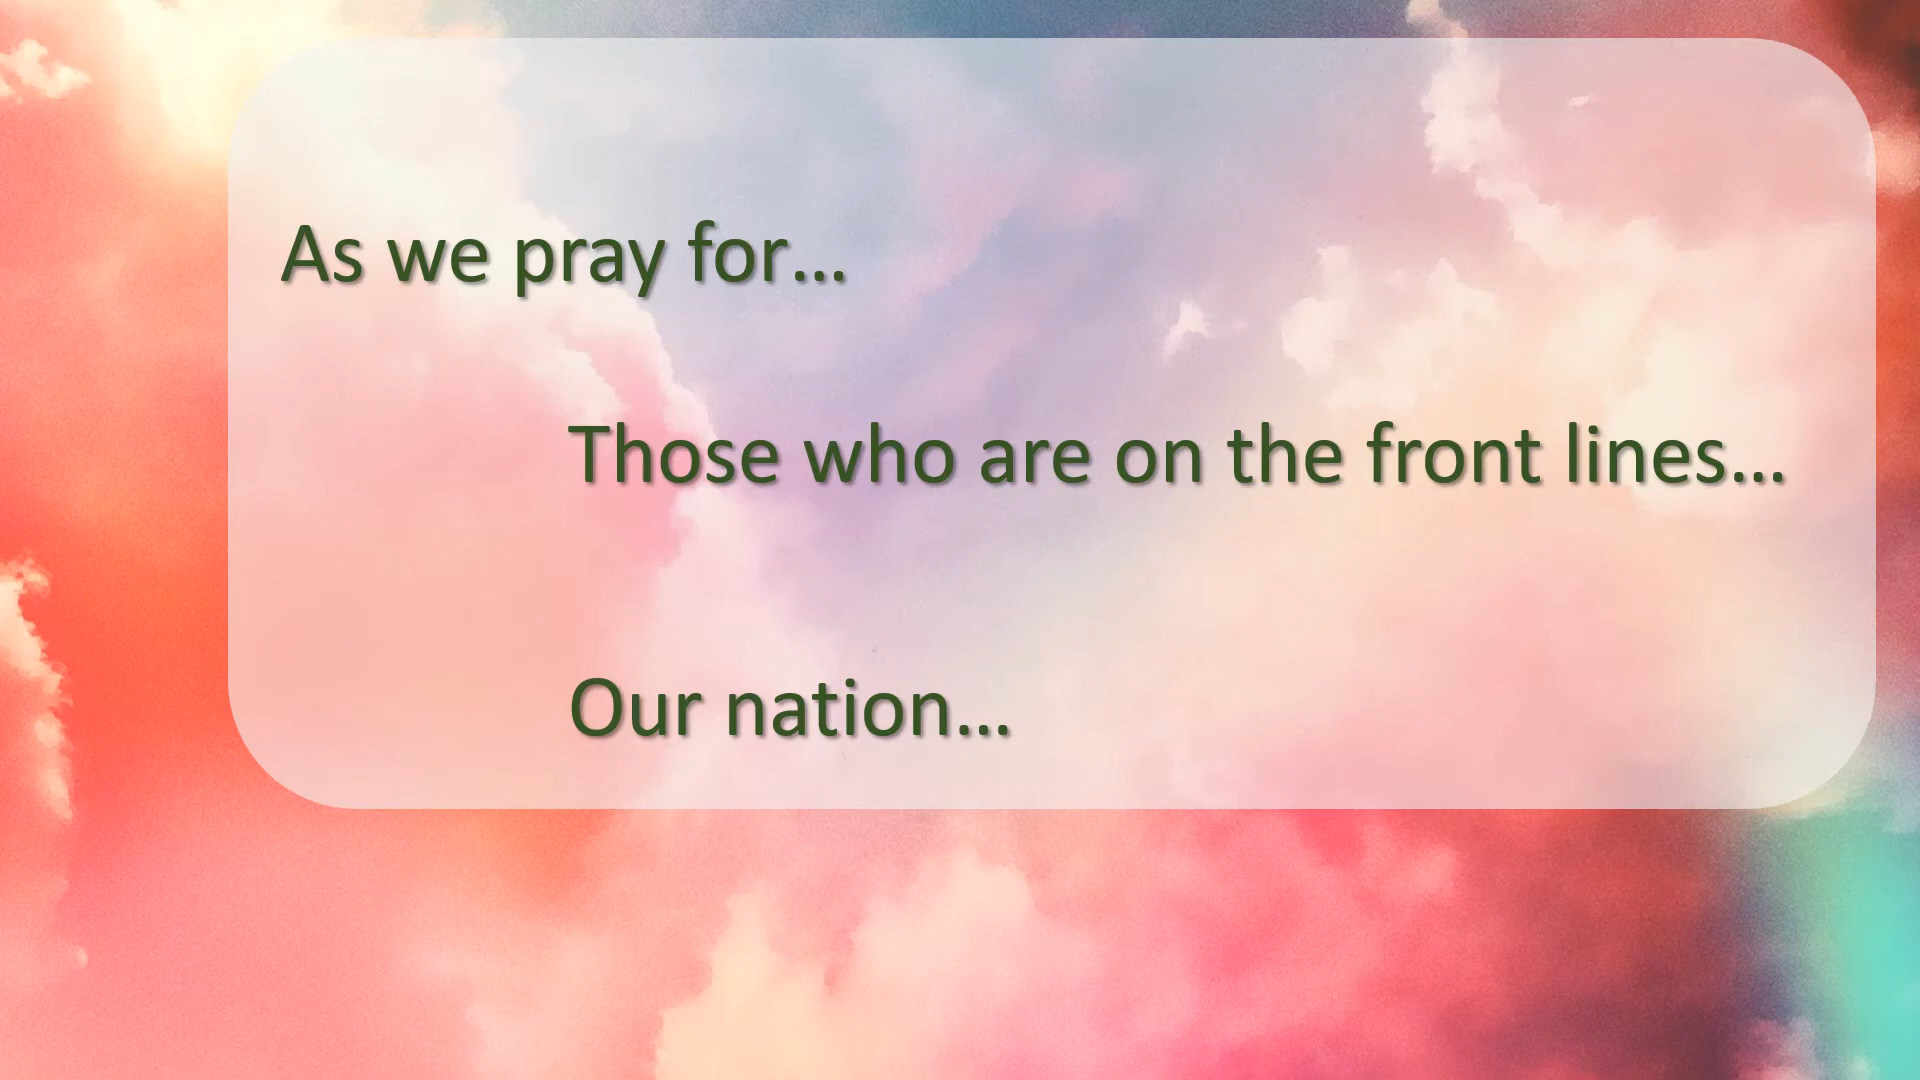 As we pray for…
Those who are on the front lines…
Our nation…